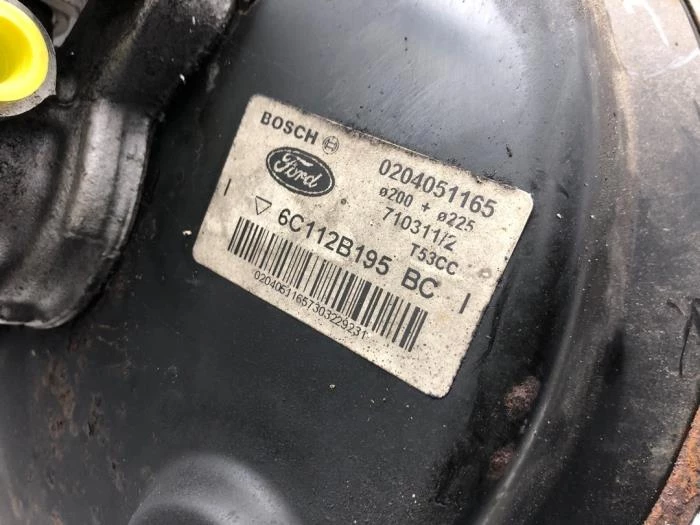 BOSCH
Ford
0204051165
ø200 + ø225
710311/2
T53CC
6C112B195 BC
02040511657303229231